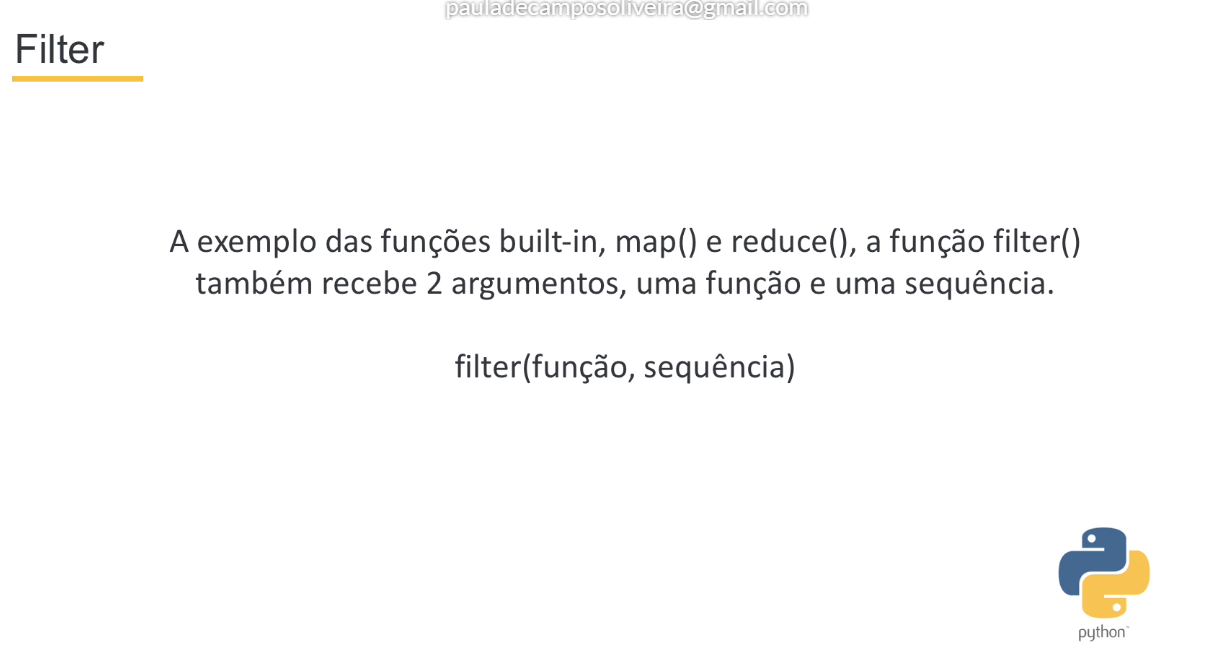 pauladecamposoliveira@gmail.com
Filter
A exemplo das funções built-in, map() e reduce(), a função filter()
também recebe 2 argumentos, uma função e uma sequência.
filter(função, sequência)
python™